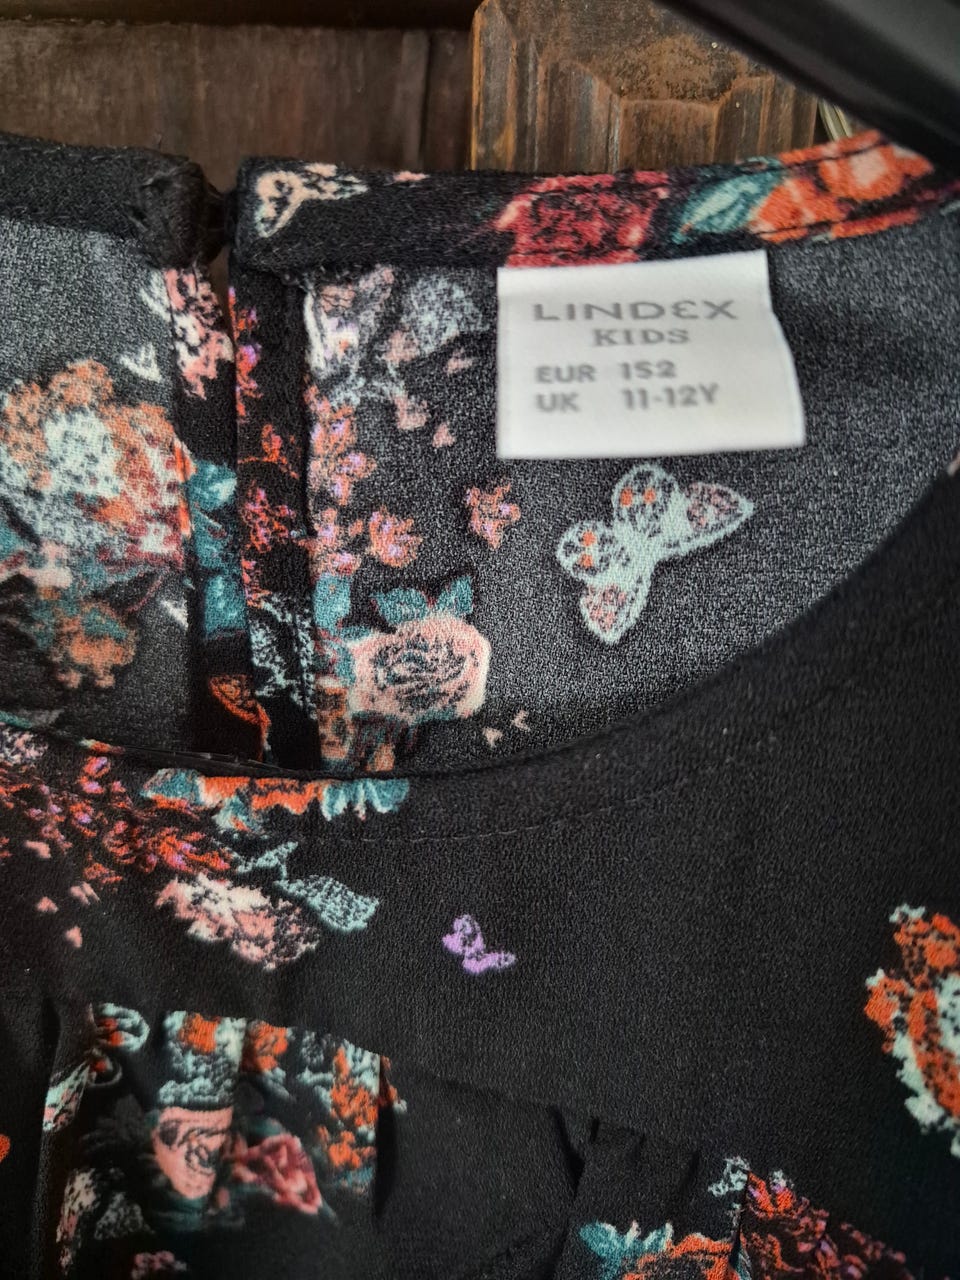 LINDEX
KIDS
EUR 152
UK 11-12Y